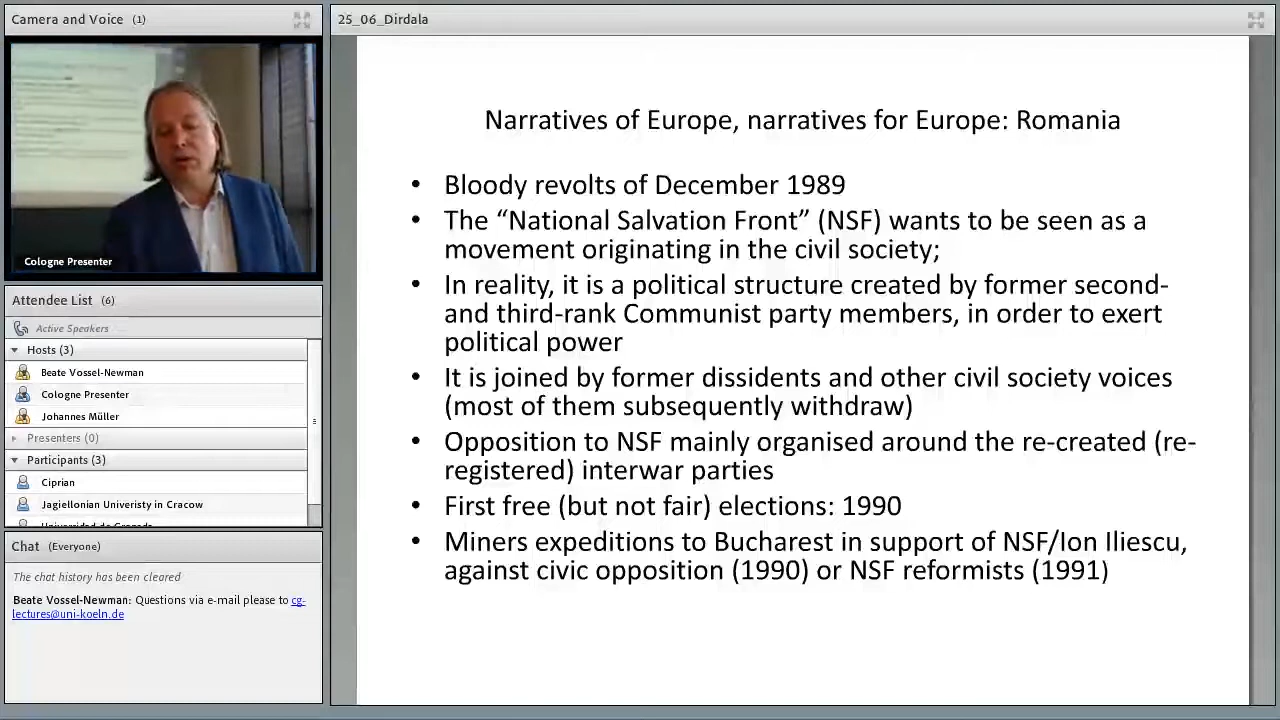 Camera and Voice (1)
Cologne Presenter
Attendee List (6)
Active Speakers
Hosts (3)
Beate Vossel-Newman
Cologne Presenter
Johannes Müller
Presenters (0)
Participants (3)
Ciprian
Jagiellonian Univeristy in Cracow
Chat (Everyone)
The chat history has been cleared
Beate Vossel-Newman: Questions via e-mail please to cg-
lectures@uni-koeln.de
25_06_Dirdala
Narratives of Europe, narratives for Europe: Romania
• Bloody revolts of December 1989
• The “National Salvation Front” (NSF) wants to be seen as a
movement originating in the civil society;
• In reality, it is a political structure created by former second-
and third-rank Communist party members, in order to exert
political power
• It is joined by former dissidents and other civil society voices
(most of them subsequently withdraw)
• Opposition to NSF mainly organised around the re-created (re-
registered) interwar parties
• First free (but not fair) elections: 1990
• Miners expeditions to Bucharest in support of NSF/Ion Iliescu,
against civic opposition (1990) or NSF reformists (1991)